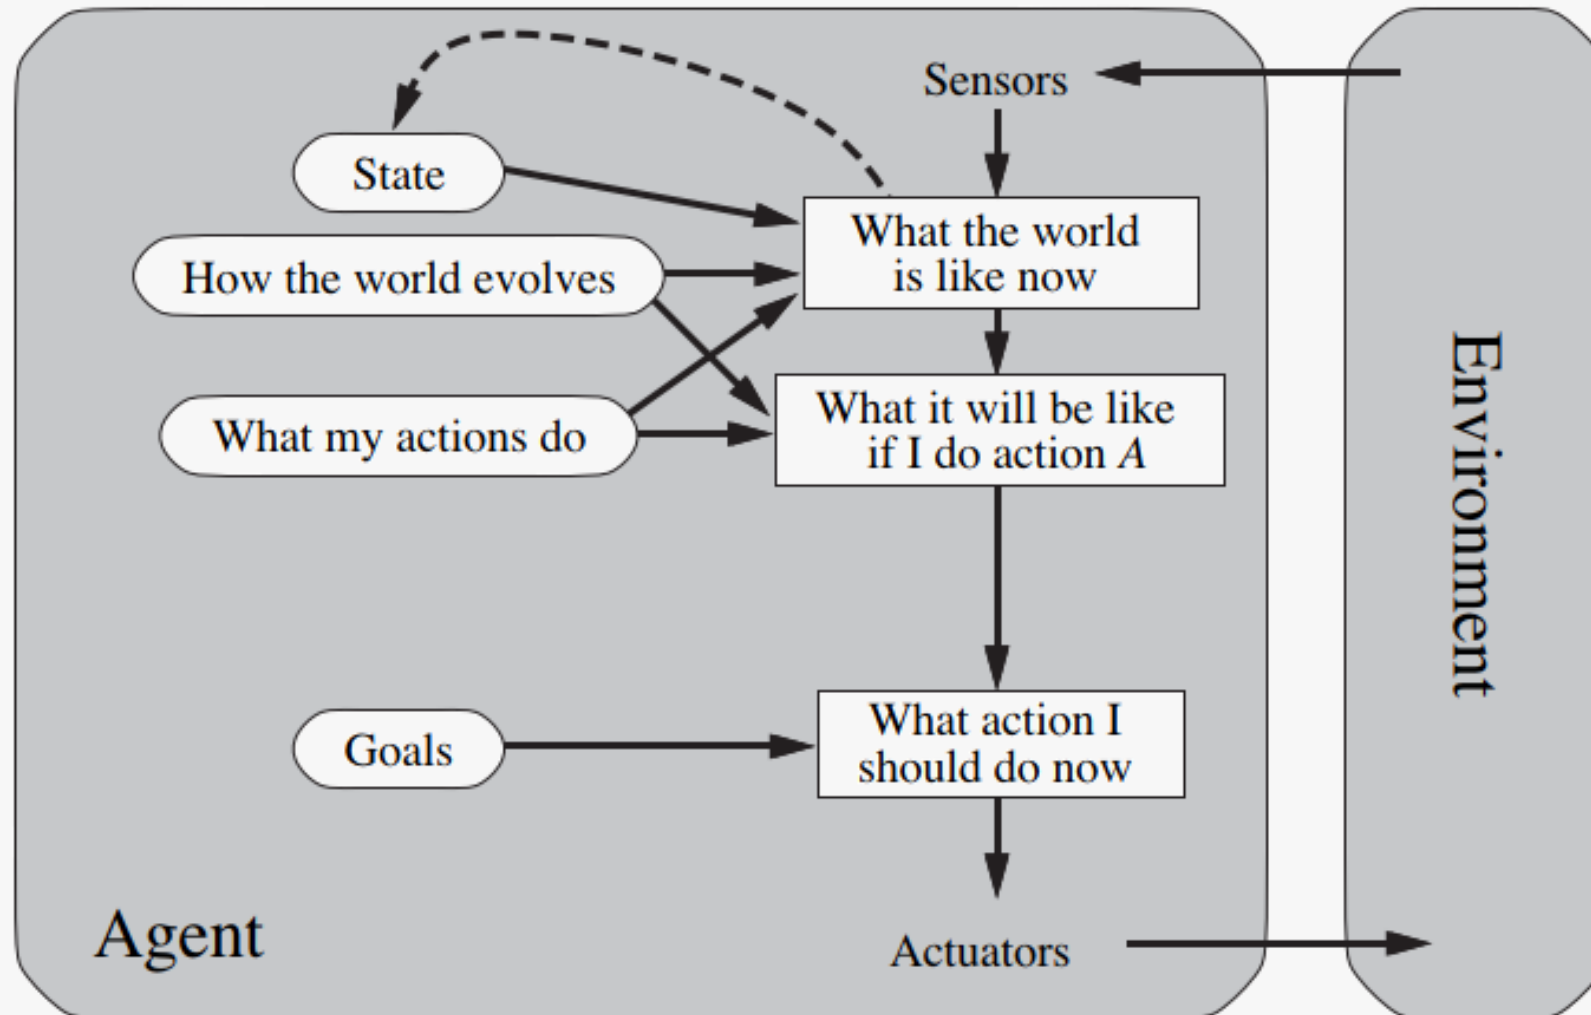 Sensors
State
What the world
is like now
How the world evolves
What my actions do
What it will be like
if I do action A
Goals
What action I
should do now
Agent
Actuators
Environment